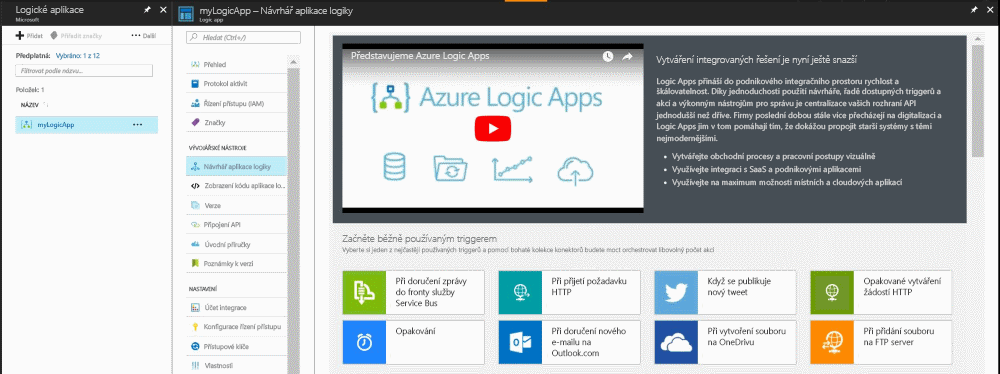 Logické aplikace
Microsoft
Přidat
Přiřadit značky
Další
Předplatná: Vybráno: 1 z 12
Filtrovat podle názvu...
Položek: 1
NÁZEV
myLogicApp
myLogicApp – Návrhář aplikace logiky
Logic app
Hledat (Ctrl+/)
Přehled
Protokol aktivit
Řízení přístupu (IAM)
Značky
VÝVOJÁŘSKÉ NÁSTROJE
Návrhář aplikace logiky
Zobrazení kódu aplikace lo...
Verze
Připojení API
Úvodní příručky
Poznámky k verzi
NASTAVENÍ
Účet integrace
Konfigurace řízení přístupu
Přístupové klíče
Vlastnosti
Představujeme Azure Logic Apps
Azure Logic Apps
Vytváření integrovaných řešení je nyní ještě snazší
Logic Apps přináší do podnikového integračního prostoru rychlost a
škálovatelnost. Díky jednoduchosti použití návrháře, řadě dostupných triggerů a
akcí a výkonným nástrojům pro správu je centralizace vašich rozhraní API
jednodušší než dříve. Firmy poslední dobou stále více přecházejí na digitalizaci a
Logic Apps jim v tom pomáhají tím, že dokážou propojit starší systémy s těmi
nejmodernějšími.
• Vytvářejte obchodní procesy a pracovní postupy vizuálně
• Využívejte integraci s SaaS a podnikovými aplikacemi
• Využívejte na maximum možnosti místních a cloudových aplikací
Začněte běžně používaným triggerem
Vyberte si jeden z nejčastěji používaných triggerů a pomocí bohaté kolekce konektorů budete moct orchestrovat libovolný počet akcí
Při doručení zprávy
do fronty služby
Service Bus
Při přijetí požadavku
HTTP
Když se publikuje
nový tweet
Opakované vytváření
žádostí HTTP
Opakování
Při doručení nového
e-mailu na
Outlook.com
Při vytvoření souboru
na OneDrivu
Při přidání souboru
na FTP server